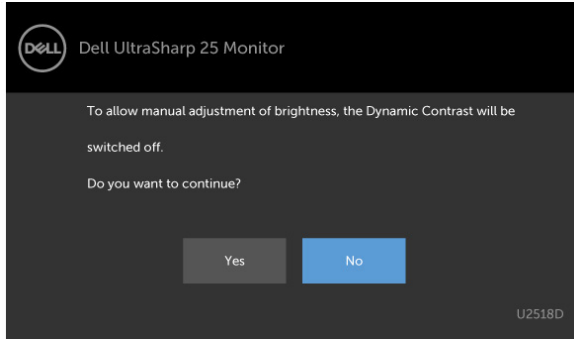 DELL
Dell UltraSharp 25 Monitor
To allow manual adjustment of brightness, the Dynamic Contrast will be
switched off.
Do you want to continue?
Yes
No
U2518D